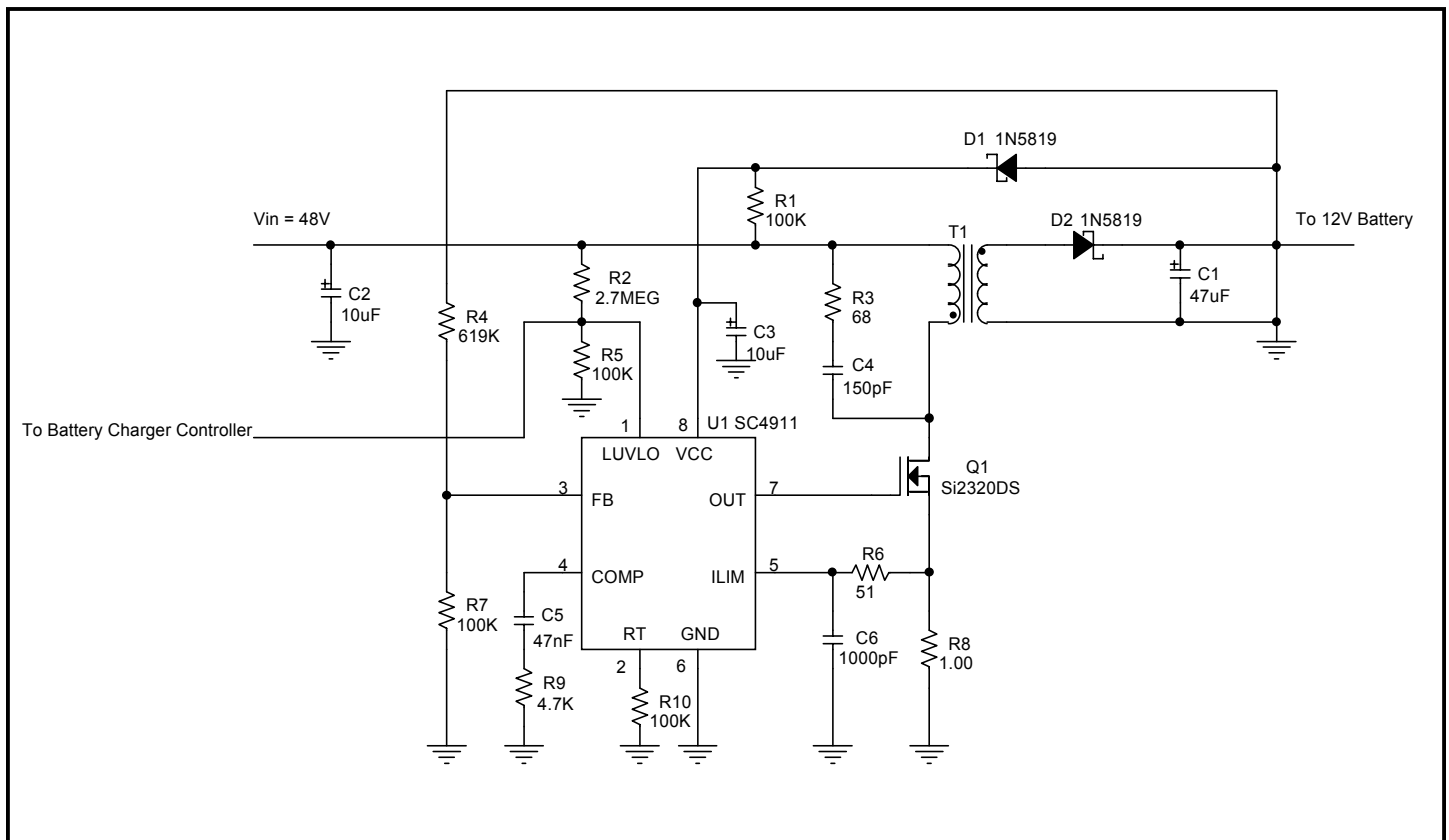 D1 1N5819
R1
100K
Vin = 48V
T1
D2 1N5819
To 12V Battery
+
C2
10uF
R2
2.7MEG
R3
68
+
C1
47uF
R4
619K
+
C3
10uF
R5
100K
C4
150pF
To Battery Charger Controller
1
8
U1 SC4911
LUVLO
VCC
Q1
Si2320DS
3
FB
OUT
7
4
COMP
ILIM
5
R6
51
R7
100K
C5
47nF
RT
GND
C6
1000pF
R8
1.00
2
6
R9
4.7K
R10
100K